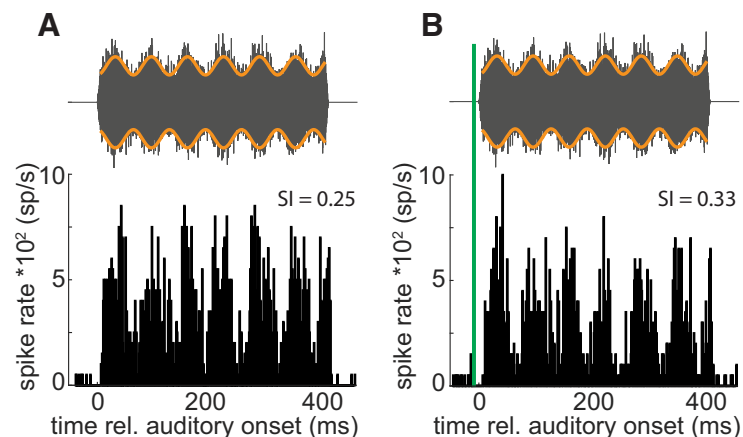 A
B
10
5
0
spike rate *10² (sp/s)
SI = 0.25
0
200
400
time rel. auditory onset (ms)
10
5
0
spike rate *10² (sp/s)
SI = 0.33
0
200
400
time rel. auditory onset (ms)